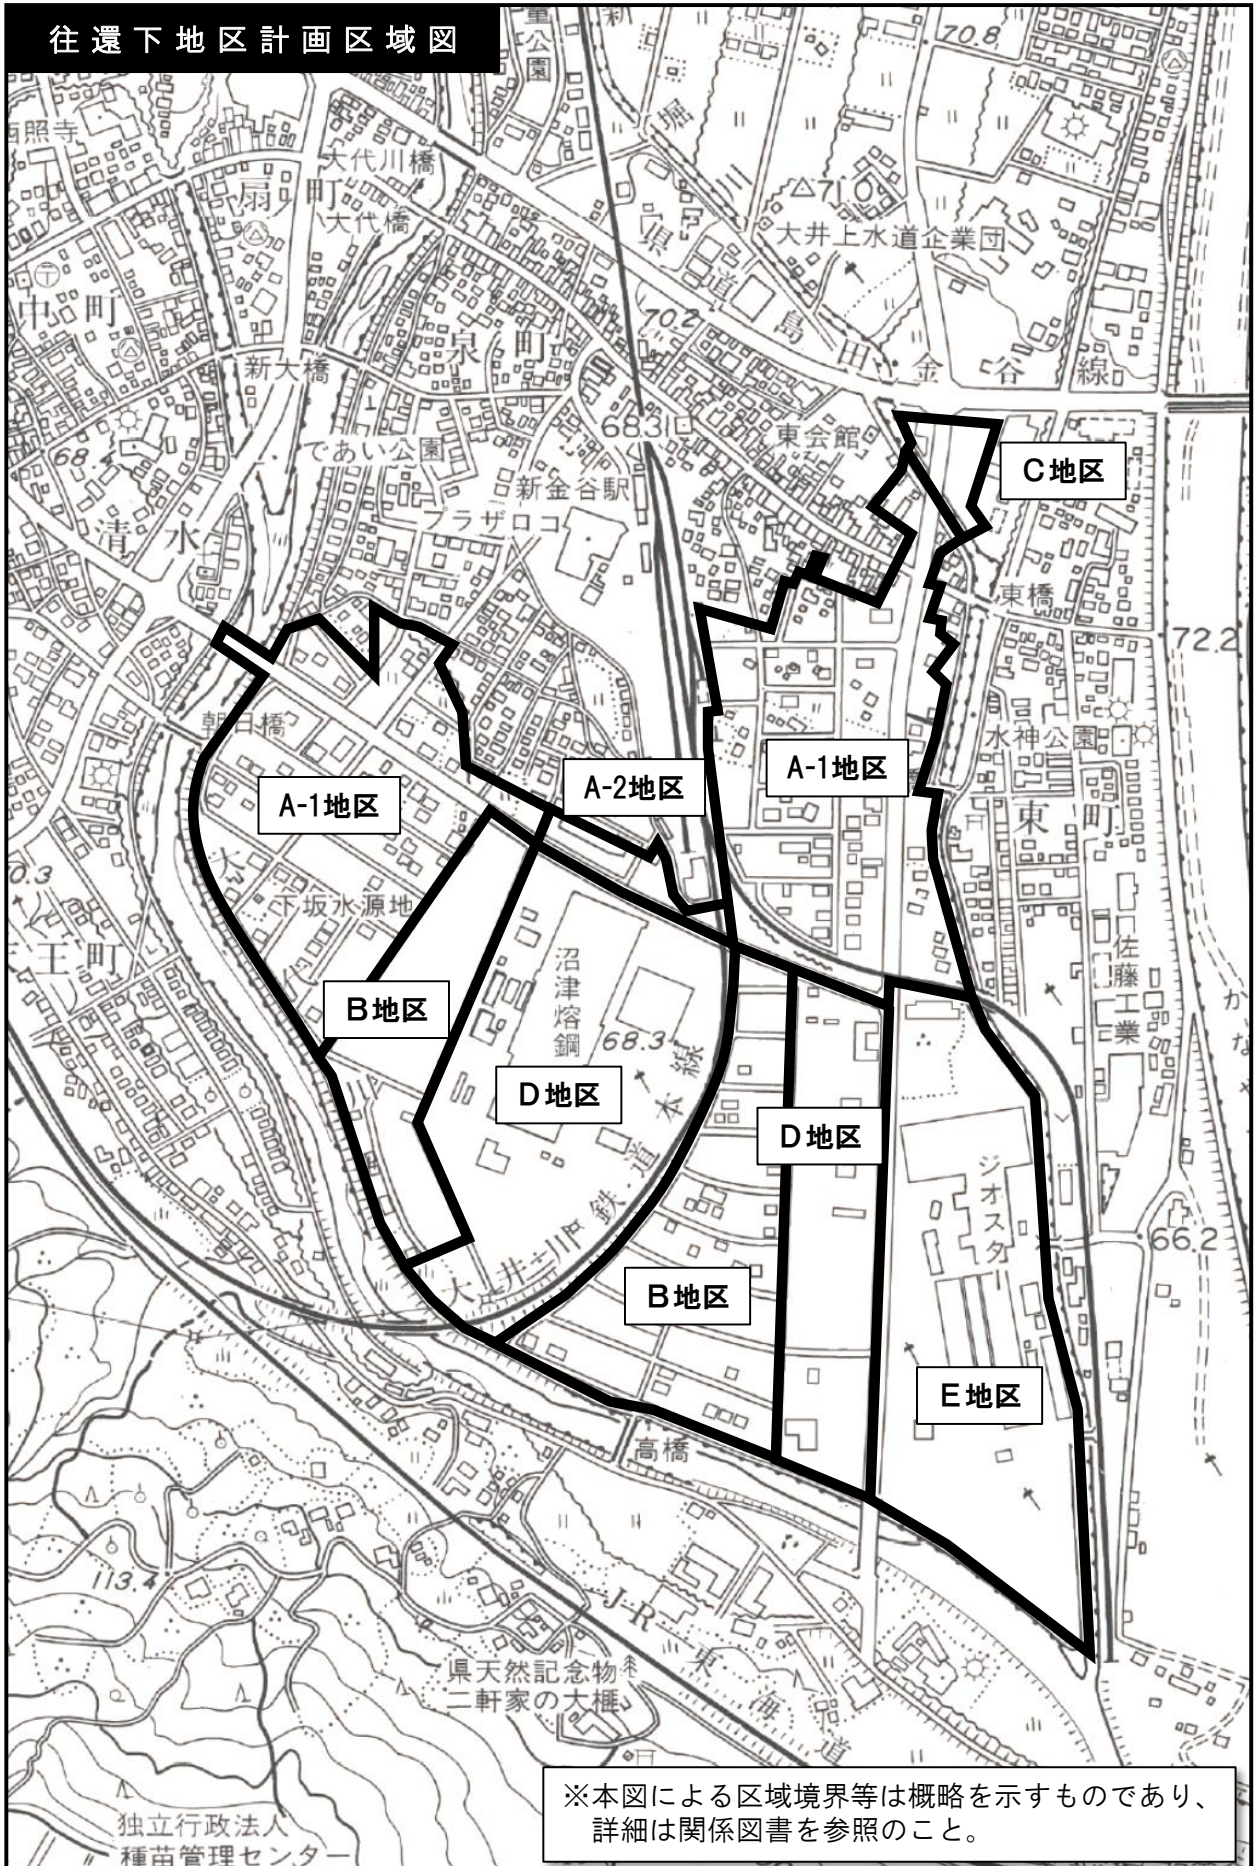 往還下地区計画区域図
公園
新
70.8
西照寺
大代川橋
扇町
大代橋
堀川
71.0
大井上水道企業団
県道島田金谷線
中町
新大橋
泉町
70.2
68.4
であい公園
68.3
東会館
C地区
新金谷駅
プラザロコ
清水
東橋
72.2
朝日橋
水神公園
A-1地区
A-2地区
A-1地区
東町
下坂水源地
沼津熔鋼
佐藤工業
王町
B地区
68.3
D地区
D地区
大井川鉄道本線
ジオスター
66.2
B地区
E地区
高橋
113.4
JR東海道
県天然記念物
二軒家の大榧
※本図による区域境界等は概略を示すものであり、
詳細は関係図書を参照のこと。
独立行政法人
種苗管理センター